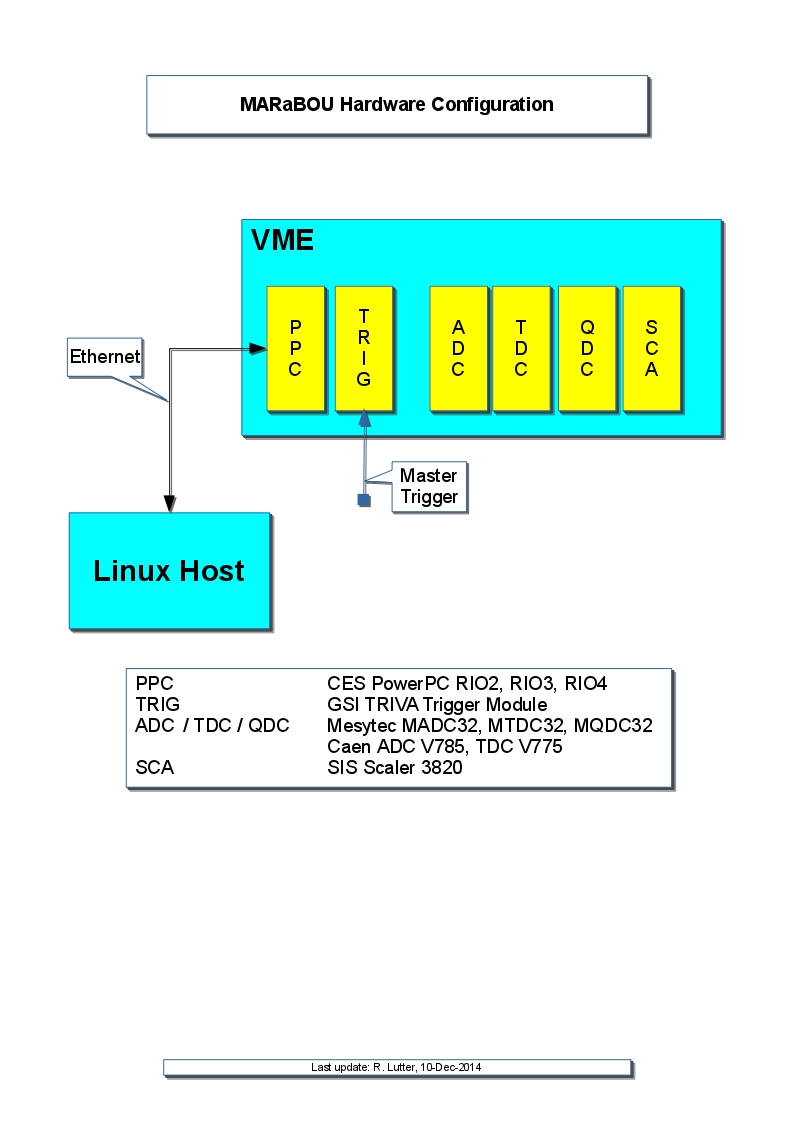 MARaBOU Hardware Configuration
VME
PPC
TRIG
ADC
TDC
QDC
SCA
Ethernet
Master
Trigger
Linux Host
PPC CES PowerPC RIO2, RIO3, RIO4
TRIG GSI TRIVA Trigger Module
ADC / TDC / QDC Mesytec MADC32, MTDC32, MQDC32
Caen ADC V785, TDC V775
SCA SIS Scaler 3820
Last update: R. Lutter, 10-Dec-2014